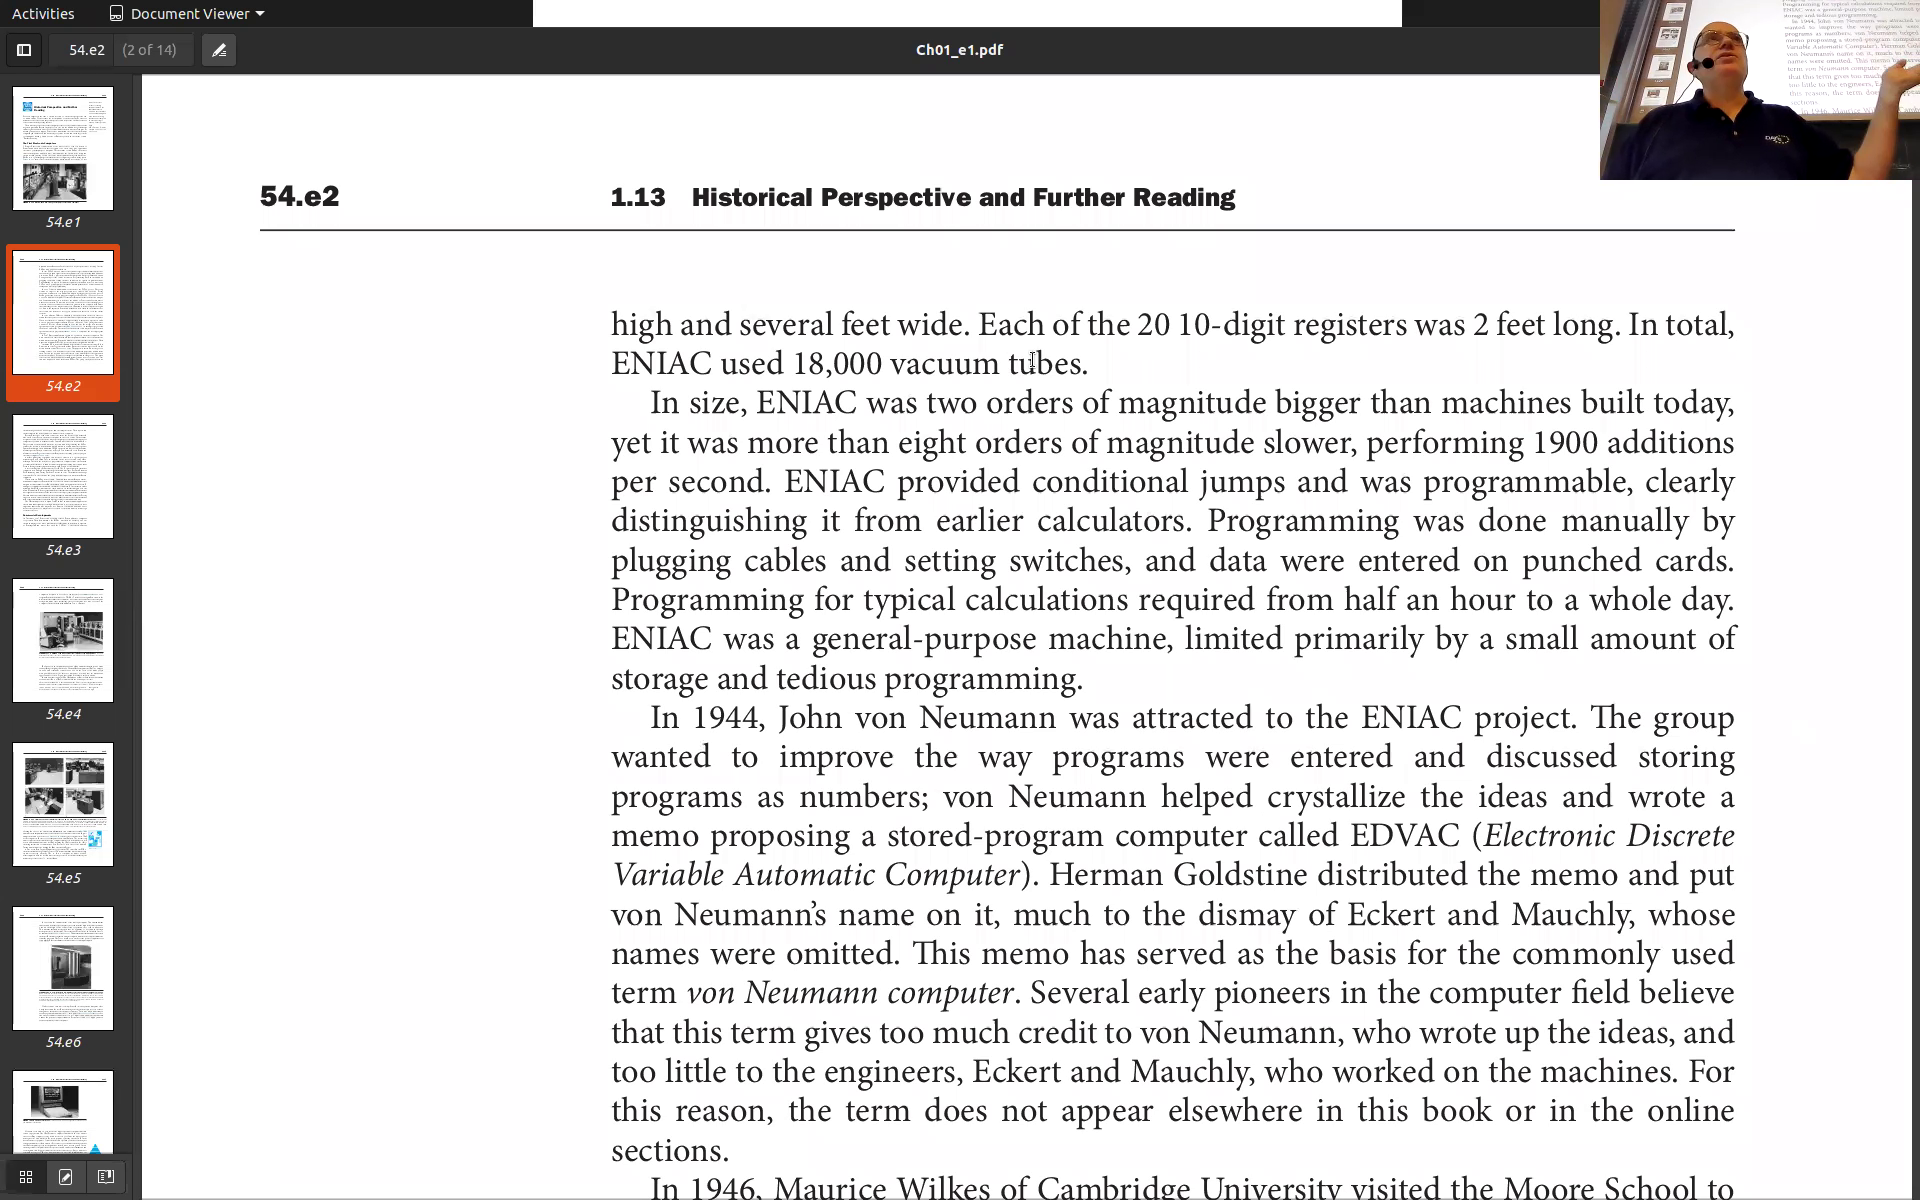 Activities
Document Viewer
54.e2
(2 of 14)
Ch01_e1.pdf
54.e1
54.e2
54.e3
54.e4
54.e5
54.e6
54.e2 1.13 Historical Perspective and Further Reading
high and several feet wide. Each of the 20 10-digit registers was 2 feet long. In total,
ENIAC used 18,000 vacuum tubes.
In size, ENIAC was two orders of magnitude bigger than machines built today,
yet it was more than eight orders of magnitude slower, performing 1900 additions
per second. ENIAC provided conditional jumps and was programmable, clearly
distinguishing it from earlier calculators. Programming was done manually by
plugging cables and setting switches, and data were entered on punched cards.
Programming for typical calculations required from half an hour to a whole day.
ENIAC was a general-purpose machine, limited primarily by a small amount of
storage and tedious programming.
In 1944, John von Neumann was attracted to the ENIAC project. The group
wanted to improve the way programs were entered and discussed storing
programs as numbers; von Neumann helped crystallize the ideas and wrote a
memo proposing a stored-program computer called EDVAC (Electronic Discrete
Variable Automatic Computer). Herman Goldstine distributed the memo and put
von Neumann’s name on it, much to the dismay of Eckert and Mauchly, whose
names were omitted. This memo has served as the basis for the commonly used
term von Neumann computer. Several early pioneers in the computer field believe
that this term gives too much credit to von Neumann, who wrote up the ideas, and
too little to the engineers, Eckert and Mauchly, who worked on the machines. For
this reason, the term does not appear elsewhere in this book or in the online
sections.
In 1946, Maurice Wilkes of Cambridge University visited the Moore School to